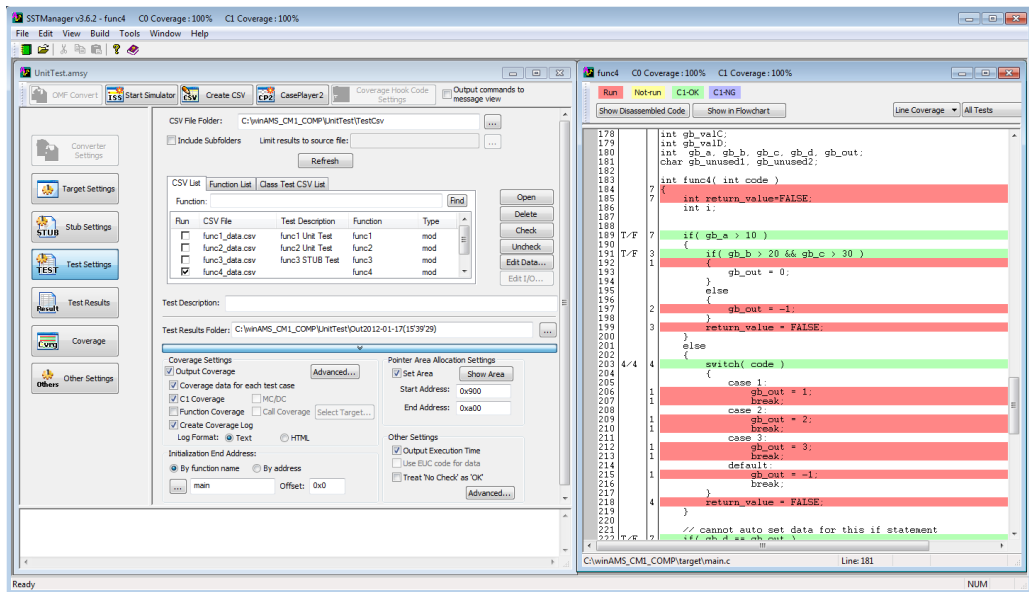 SSTManager v3.6.2 - func4 C0 Coverage : 100% C1 Coverage : 100%
File Edit View Build Tools Window Help
UnitTest.amsy
OMF Convert ISS Start Simulator CSV Create CSV CP2 CasePlayer2 Coverage Hook Code Settings Output commands to message view
Converter Settings
Target Settings
STUB Stub Settings
TEST Test Settings
Result Test Results
Cvrg Coverage
Others Other Settings
CSV File Folder: C:\winAMS_CM1_COMP\UnitTest\TestCsv ...
Include Subfolders Limit results to source file: ...
Refresh
CSV List Function List Class Test CSV List
Function: Find
Run CSV File Test Description Function Type
func1_data.csv func1 Unit Test func1 mod
func2_data.csv func2 Unit Test func2 mod
func3_data.csv func3 STUB Test func3 mod
func4_data.csv func4 mod
Open
Delete
Check
Uncheck
Edit Data...
Edit I/O...
Test Description:
Test Results Folder: C:\winAMS_CM1_COMP\UnitTest\Out2012-01-17(15'39'29) ...
Coverage Settings
Output Coverage Advanced...
Coverage data for each test case
C1 Coverage MC/DC
Function Coverage Call Coverage Select Target...
Create Coverage Log
Log Format: Text HTML
Initialization End Address:
By function name By address
... main Offset: 0x0
Pointer Area Allocation Settings
Set Area Show Area
Start Address: 0x900
End Address: 0xa00
Other Settings
Output Execution Time
Use EUC code for data
Treat 'No Check' as 'OK'
Advanced...
func4 C0 Coverage : 100% C1 Coverage : 100%
Run Not-run C1-OK C1-NG
Show Disassembled Code Show in Flowchart Line Coverage All Tests
178 int gb_valC;
179 int gb_valD;
180 int gb_a, gb_b, gb_c, gb_d, gb_out;
181 char gb_unused1, gb_unused2;
182
183 int func4( int code )
184 7 {
185 7 int return_value=FALSE;
186 int i;
187
188
189 T/F 7 if( gb_a > 10 )
190 {
191 T/F 3 if( gb_b > 20 && gb_c > 30 )
192 1 {
193 gb_out = 0;
194 }
195 else
196 {
197 2 gb_out = -1;
198 }
199 3 return_value = FALSE;
200 }
201 else
202 {
203 4/4 4 switch( code )
204 {
205 case 1:
206 1 gb_out = 1;
207 1 break;
208 case 2:
209 1 gb_out = 2;
210 1 break;
211 case 3:
212 1 gb_out = 3;
213 1 break;
214 default:
215 1 gb_out = -1;
216 break;
217 }
218 4 return_value = FALSE;
219 }
220
221 // cannot auto set data for this if statement
222 T/F 7 if( gb_d == gb_out )
C:\winAMS_CM1_COMP\target\main.c Line: 181
Ready NUM